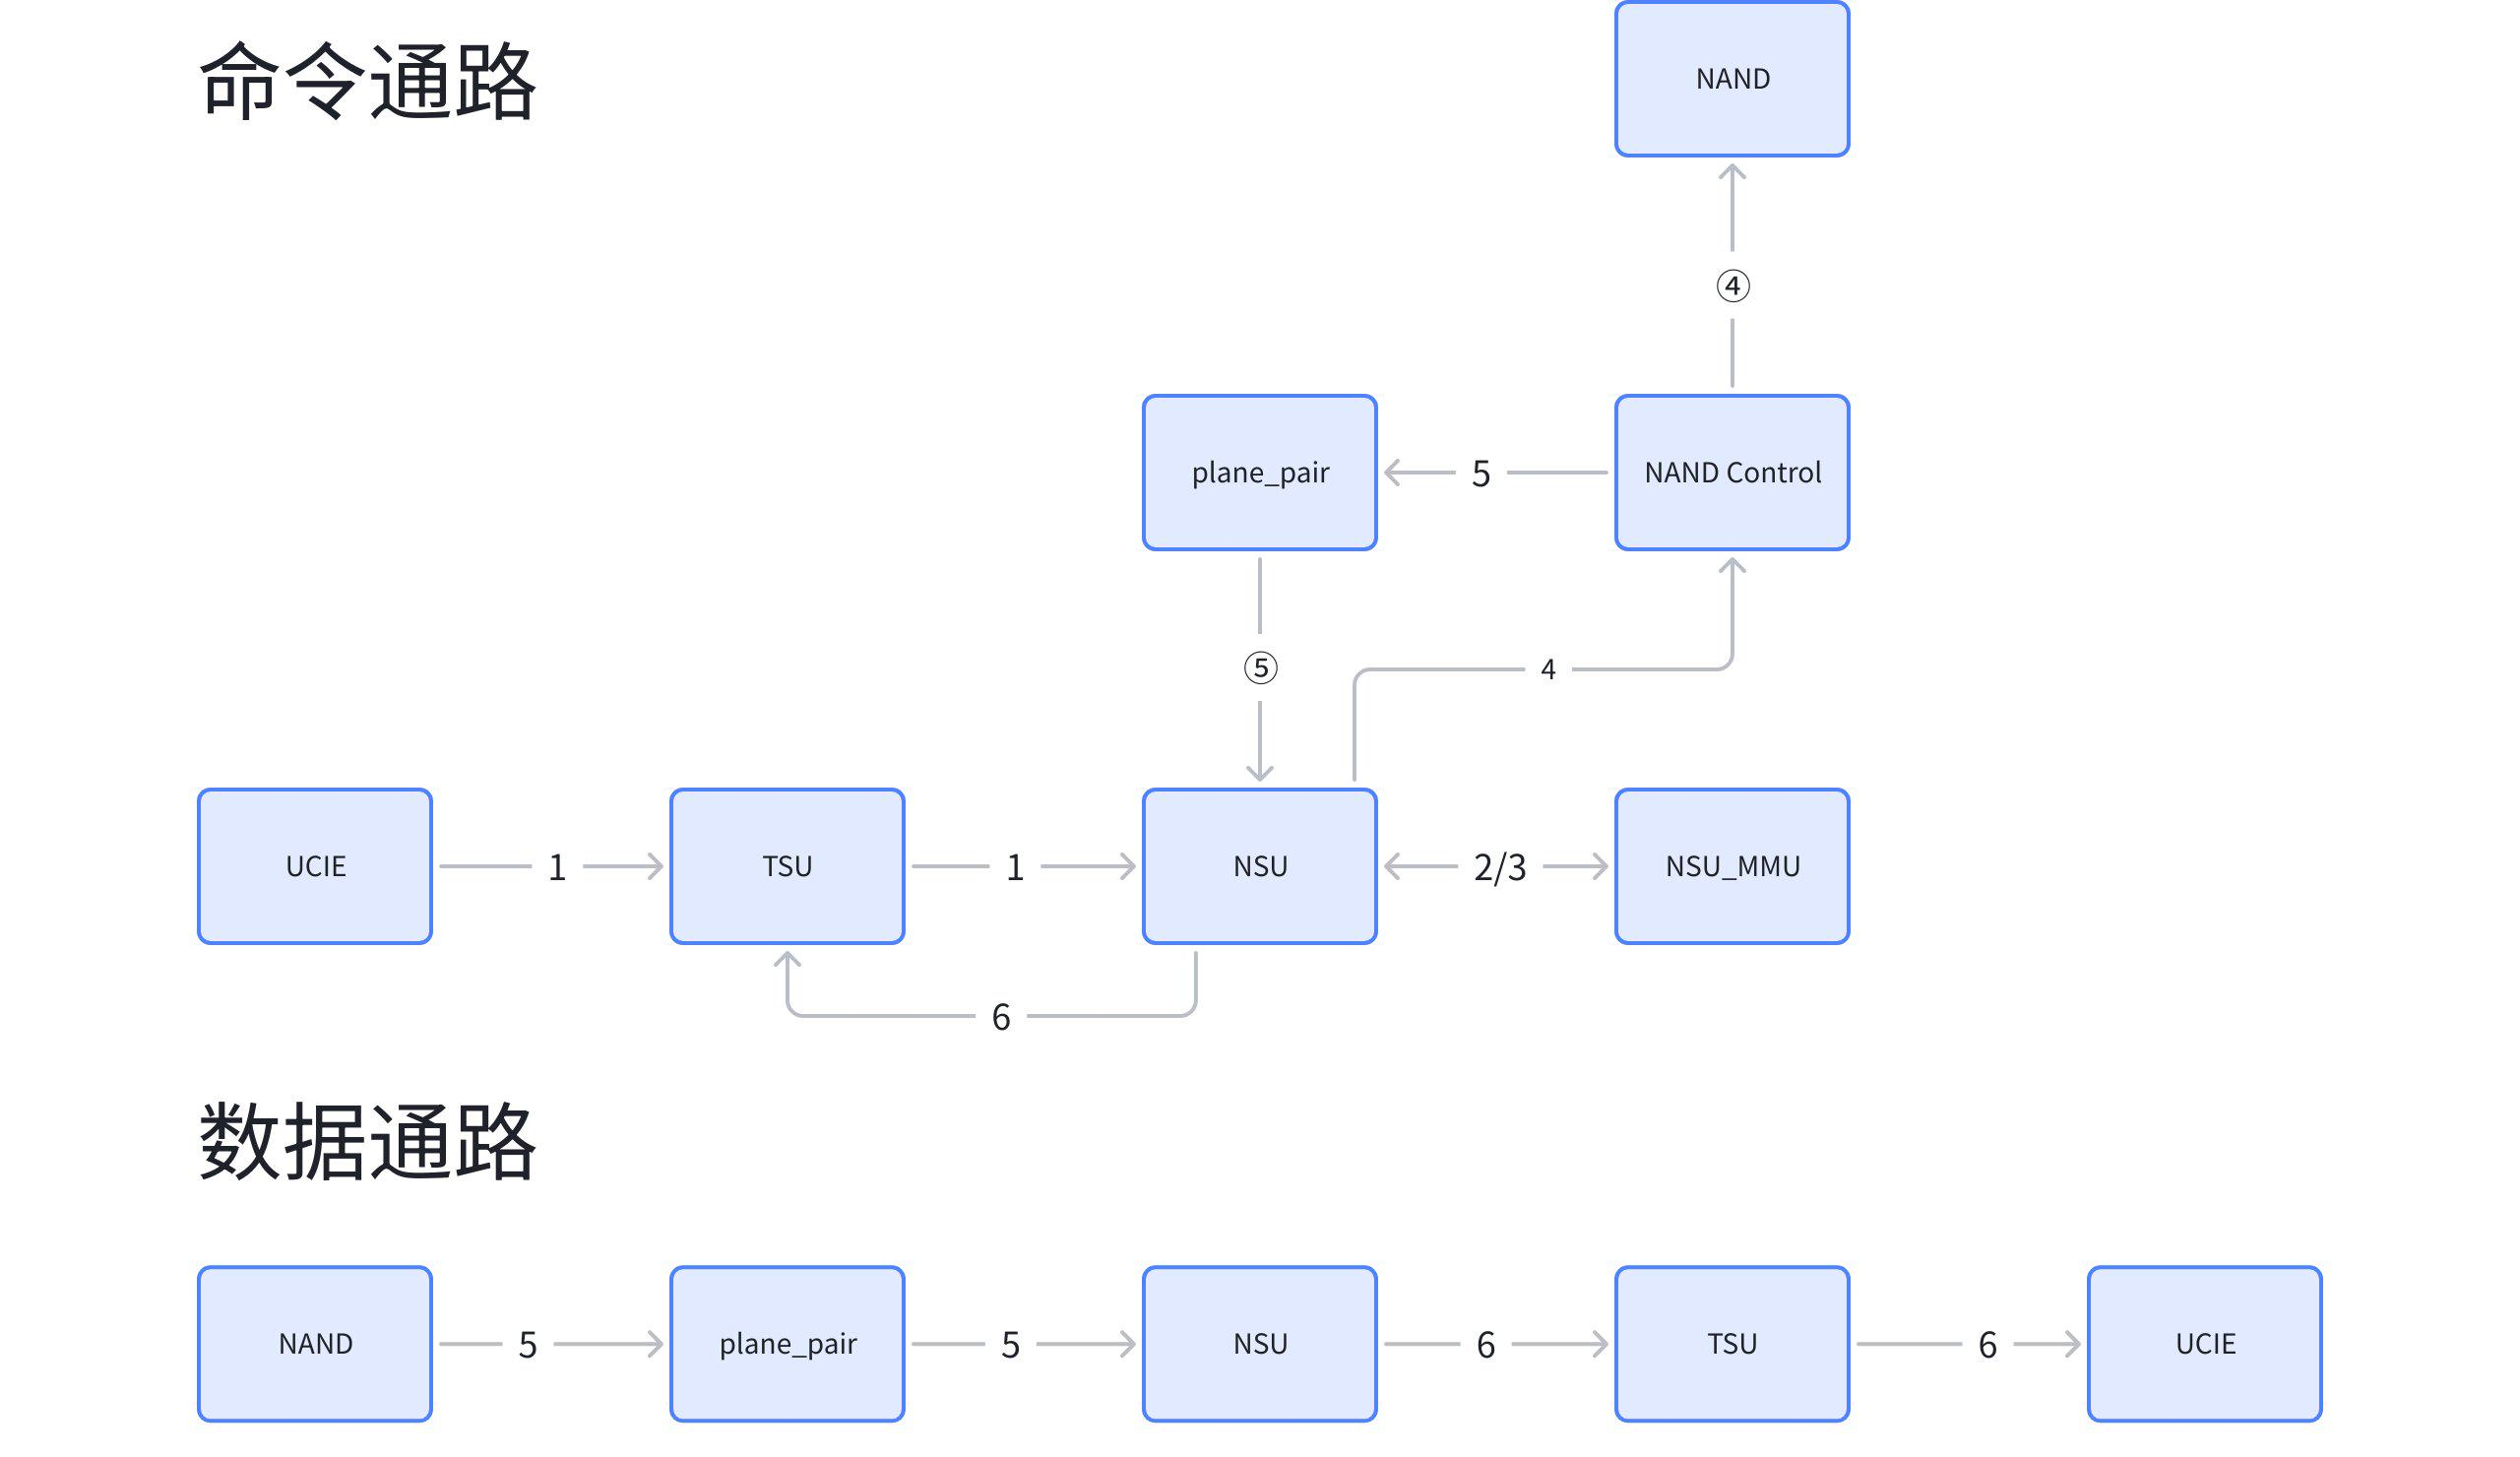 命令通路
NAND
④
plane_pair
5
NAND Control
⑤
4
UCIE
1
TSU
1
NSU
2/3
NSU_MMU
6
数据通路
NAND
5
plane_pair
5
NSU
6
TSU
6
UCIE